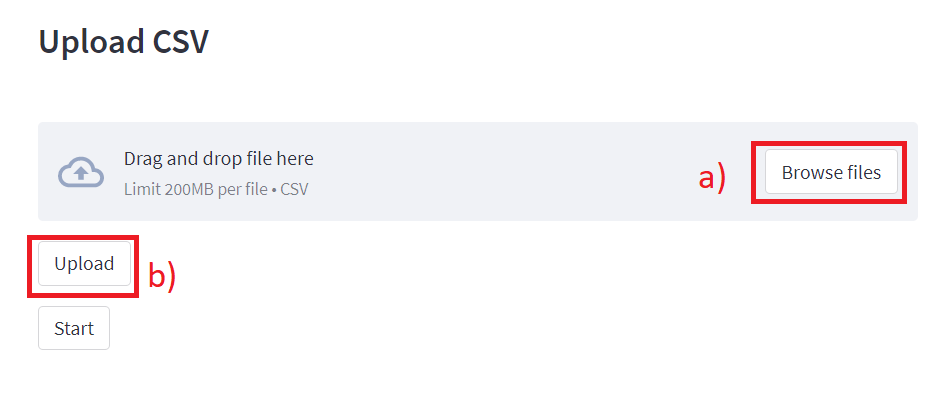 Upload CSV
Drag and drop file here
Limit 200MB per file • CSV
a)
Browse files
Upload
b)
Start